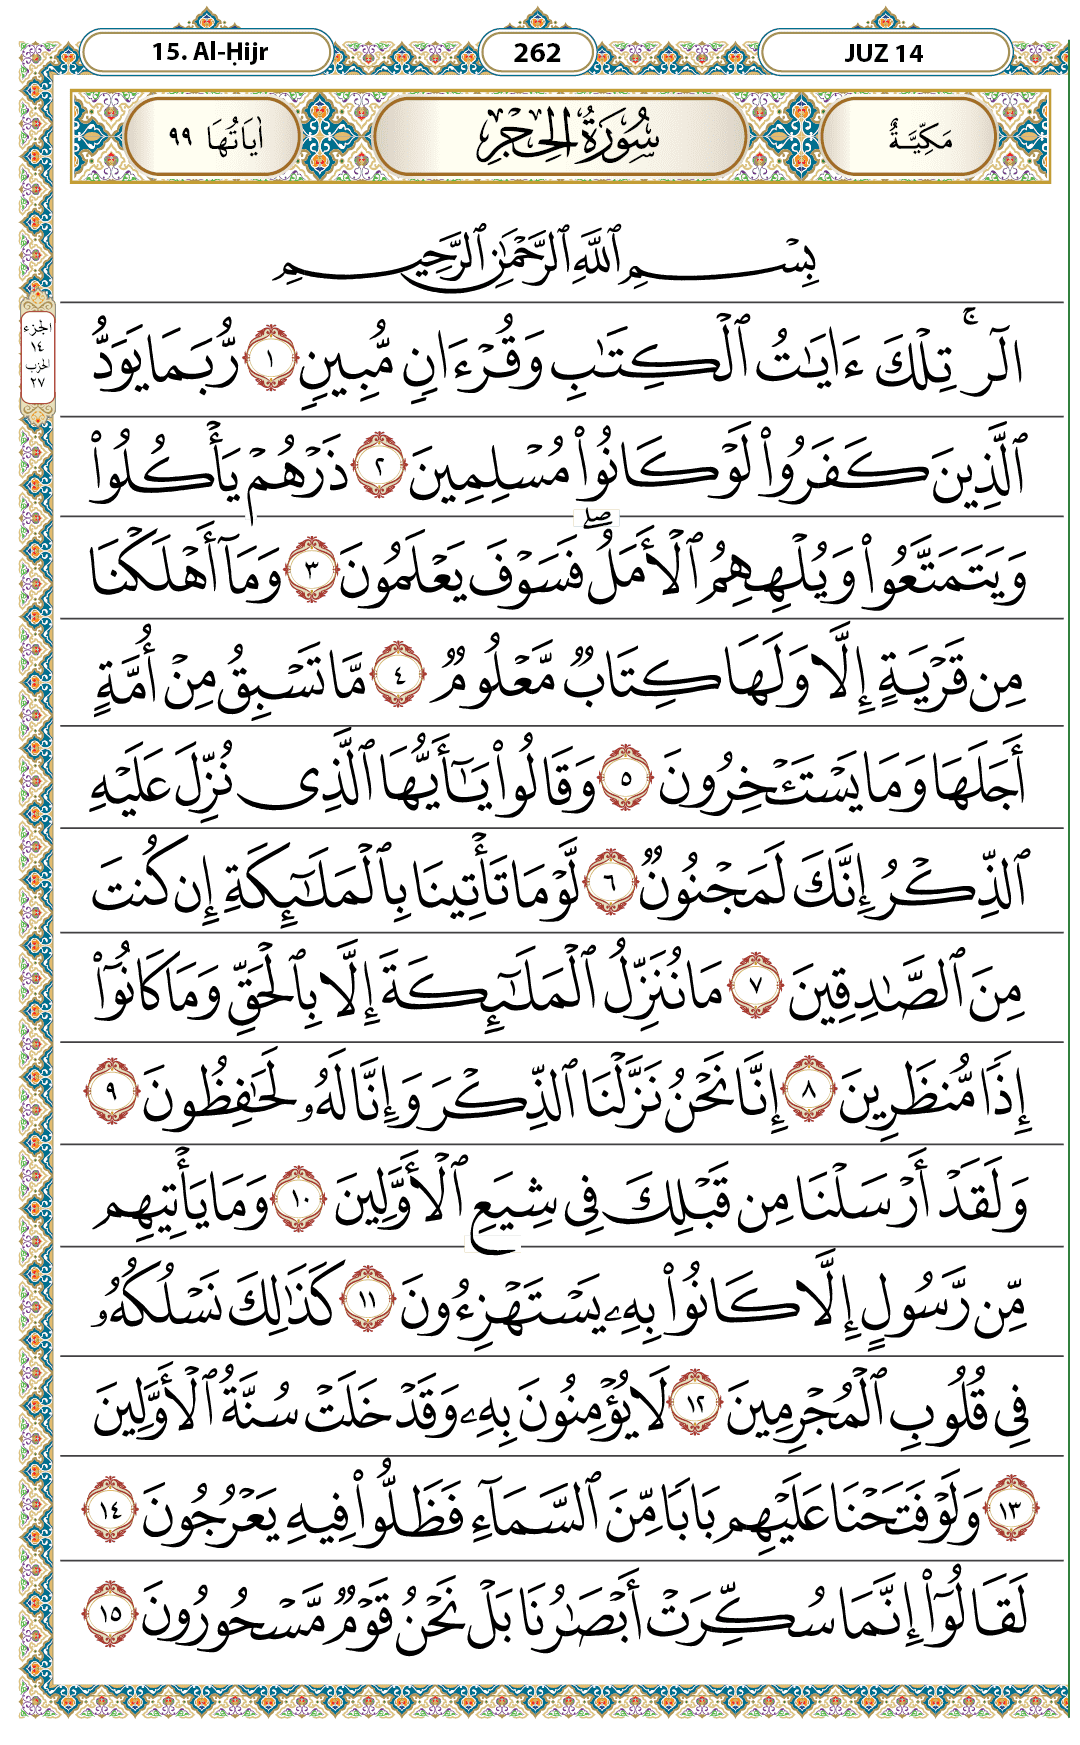 15. Al-Ḥijr 262 JUZ 14
مَكِّيَّةٌ سُورَةُ الحِجْرِ اٰيَاتُهَا ٩٩
بِسْمِ ٱللَّهِ ٱلرَّحْمَٰنِ ٱلرَّحِيمِ
الجزء
١٤
الحزب
٢٧
الٓرۚ تِلْكَ ءَايَٰتُ ٱلْكِتَٰبِ وَقُرْءَانٍ مُّبِينٍ ١ رُّبَمَا يَوَدُّ
ٱلَّذِينَ كَفَرُوا۟ لَوْ كَانُوا۟ مُسْلِمِينَ ٢ ذَرْهُمْ يَأْكُلُوا۟
وَيَتَمَتَّعُوا۟ وَيُلْهِهِمُ ٱلْأَمَلُۖ فَسَوْفَ يَعْلَمُونَ ٣ وَمَآ أَهْلَكْنَا
مِن قَرْيَةٍ إِلَّا وَلَهَا كِتَابٌ مَّعْلُومٌ ٤ مَّا تَسْبِقُ مِنْ أُمَّةٍ
أَجَلَهَا وَمَا يَسْتَـْٔخِرُونَ ٥ وَقَالُوا۟ يَٰٓأَيُّهَا ٱلَّذِى نُزِّلَ عَلَيْهِ
ٱلذِّكْرُ إِنَّكَ لَمَجْنُونٌ ٦ لَّوْ مَا تَأْتِينَا بِٱلْمَلَٰٓئِكَةِ إِن كُنتَ
مِنَ ٱلصَّٰدِقِينَ ٧ مَا نُنَزِّلُ ٱلْمَلَٰٓئِكَةَ إِلَّا بِٱلْحَقِّ وَمَا كَانُوٓا۟
إِذًا مُّنظَرِينَ ٨ إِنَّا نَحْنُ نَزَّلْنَا ٱلذِّكْرَ وَإِنَّا لَهُۥ لَحَٰفِظُونَ ٩
وَلَقَدْ أَرْسَلْنَا مِن قَبْلِكَ فِى شِيَعِ ٱلْأَوَّلِينَ ١٠ وَمَا يَأْتِيهِم
مِّن رَّسُولٍ إِلَّا كَانُوا۟ بِهِۦ يَسْتَهْزِءُونَ ١١ كَذَٰلِكَ نَسْلُكُهُۥ
فِى قُلُوبِ ٱلْمُجْرِمِينَ ١٢ لَا يُؤْمِنُونَ بِهِۦ وَقَدْ خَلَتْ سُنَّةُ ٱلْأَوَّلِينَ
١٣ وَلَوْ فَتَحْنَا عَلَيْهِم بَابًا مِّنَ ٱلسَّمَآءِ فَظَلُّوا۟ فِيهِ يَعْرُجُونَ ١٤
لَقَالُوٓا۟ إِنَّمَا سُكِّرَتْ أَبْصَٰرُنَا بَلْ نَحْنُ قَوْمٌ مَّسْحُورُونَ ١٥